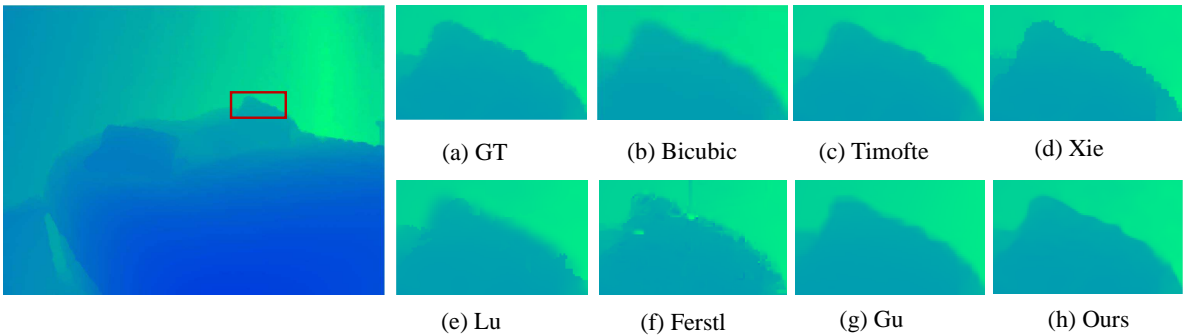 (a) GT
(b) Bicubic
(c) Timofte
(d) Xie
(e) Lu
(f) Ferstl
(g) Gu
(h) Ours